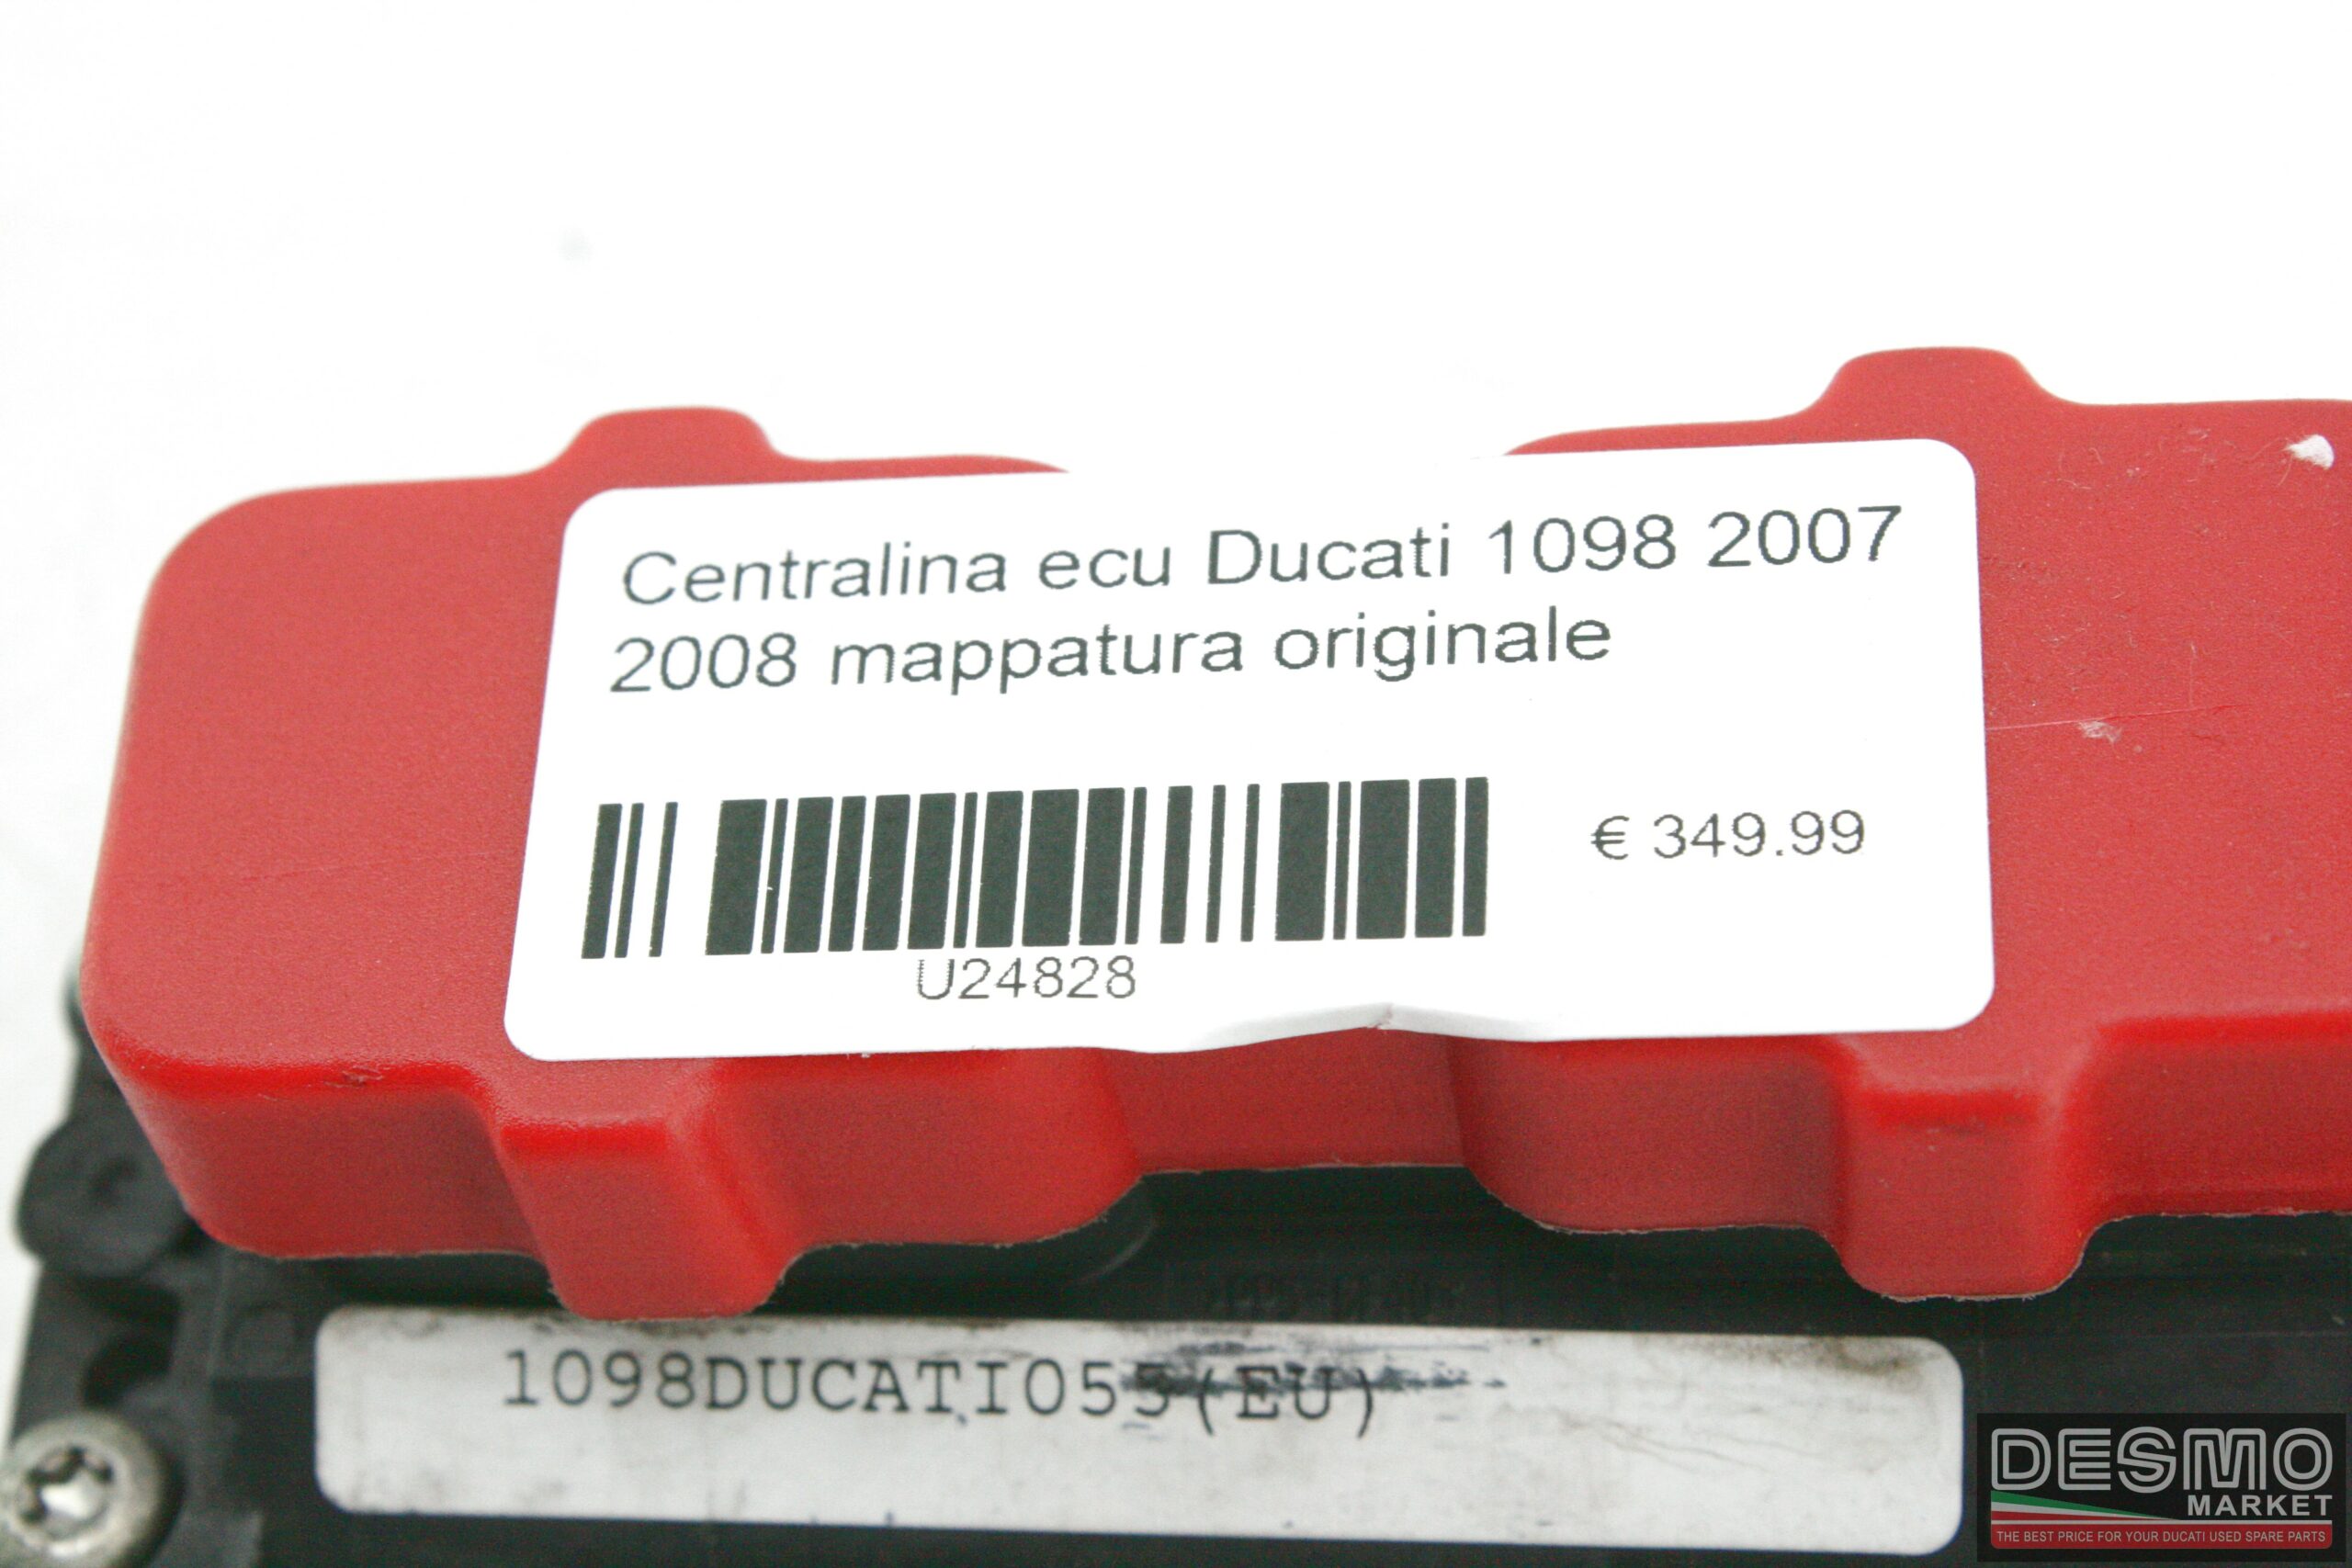 Centralina ecu Ducati 1098 2007
2008 mappatura originale
€ 349.99
U24828
1098DUCATI055(EU)
DESMO
MARKET
THE BEST PRICE FOR YOUR DUCATI USED SPARE PARTS